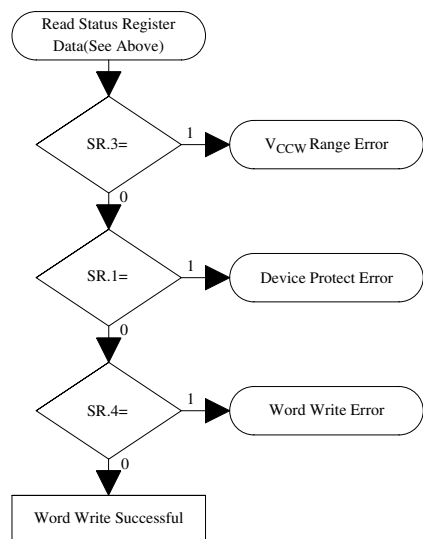 Read Status Register
Data(See Above)
SR.3=
1
VCCW Range Error
0
SR.1=
1
Device Protect Error
0
SR.4=
1
Word Write Error
0
Word Write Successful